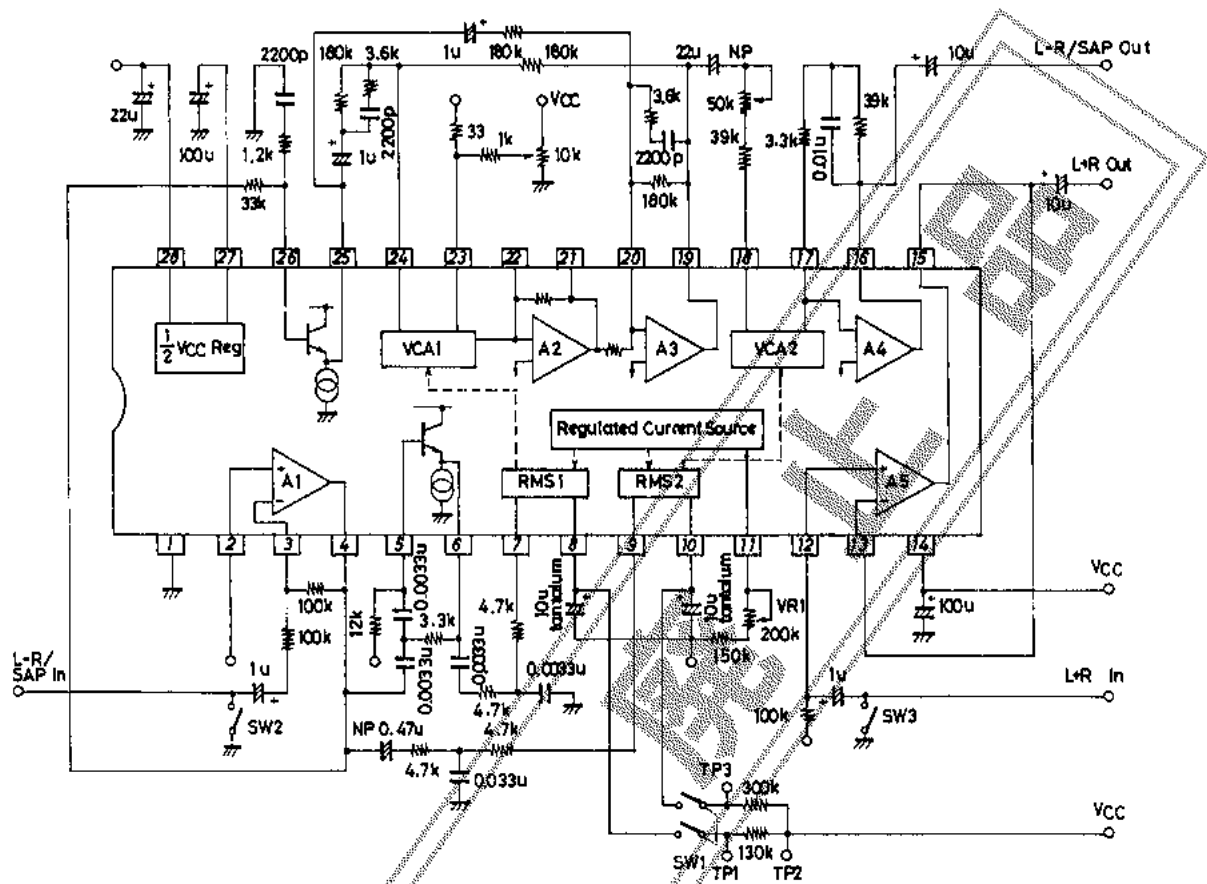 2200p
180k
3.6k
1u
180k
180k
22u
NP
10u
L-R/SAP Out
22u
100u
1.2k
33k
1u
2200p
33
1k
VCC
10k
3.6k
2200p
180k
50k
39k
3.3k
0.01u
39k
L+R Out
10u
28
27
26
25
24
23
22
21
20
19
18
17
16
15
1/2 VCC Reg
VCA1
A2
A3
VCA2
A4
Regulated Current Source
A1
RMS1
RMS2
A5
1
2
3
4
5
6
7
8
9
10
11
12
13
14
100k
100k
12k
0.0033u
3.3k
0.0033u
0.0033u
4.7k
4.7k
0.0033u
10u
tantalum
10u
tantalum
VR1
200k
150k
100u
VCC
L-R/
SAP In
1u
SW2
L+R In
1u
100k
SW3
NP 0.47u
4.7k
4.7k
0.033u
TP3
300k
SW1
130k
TP1
TP2
VCC